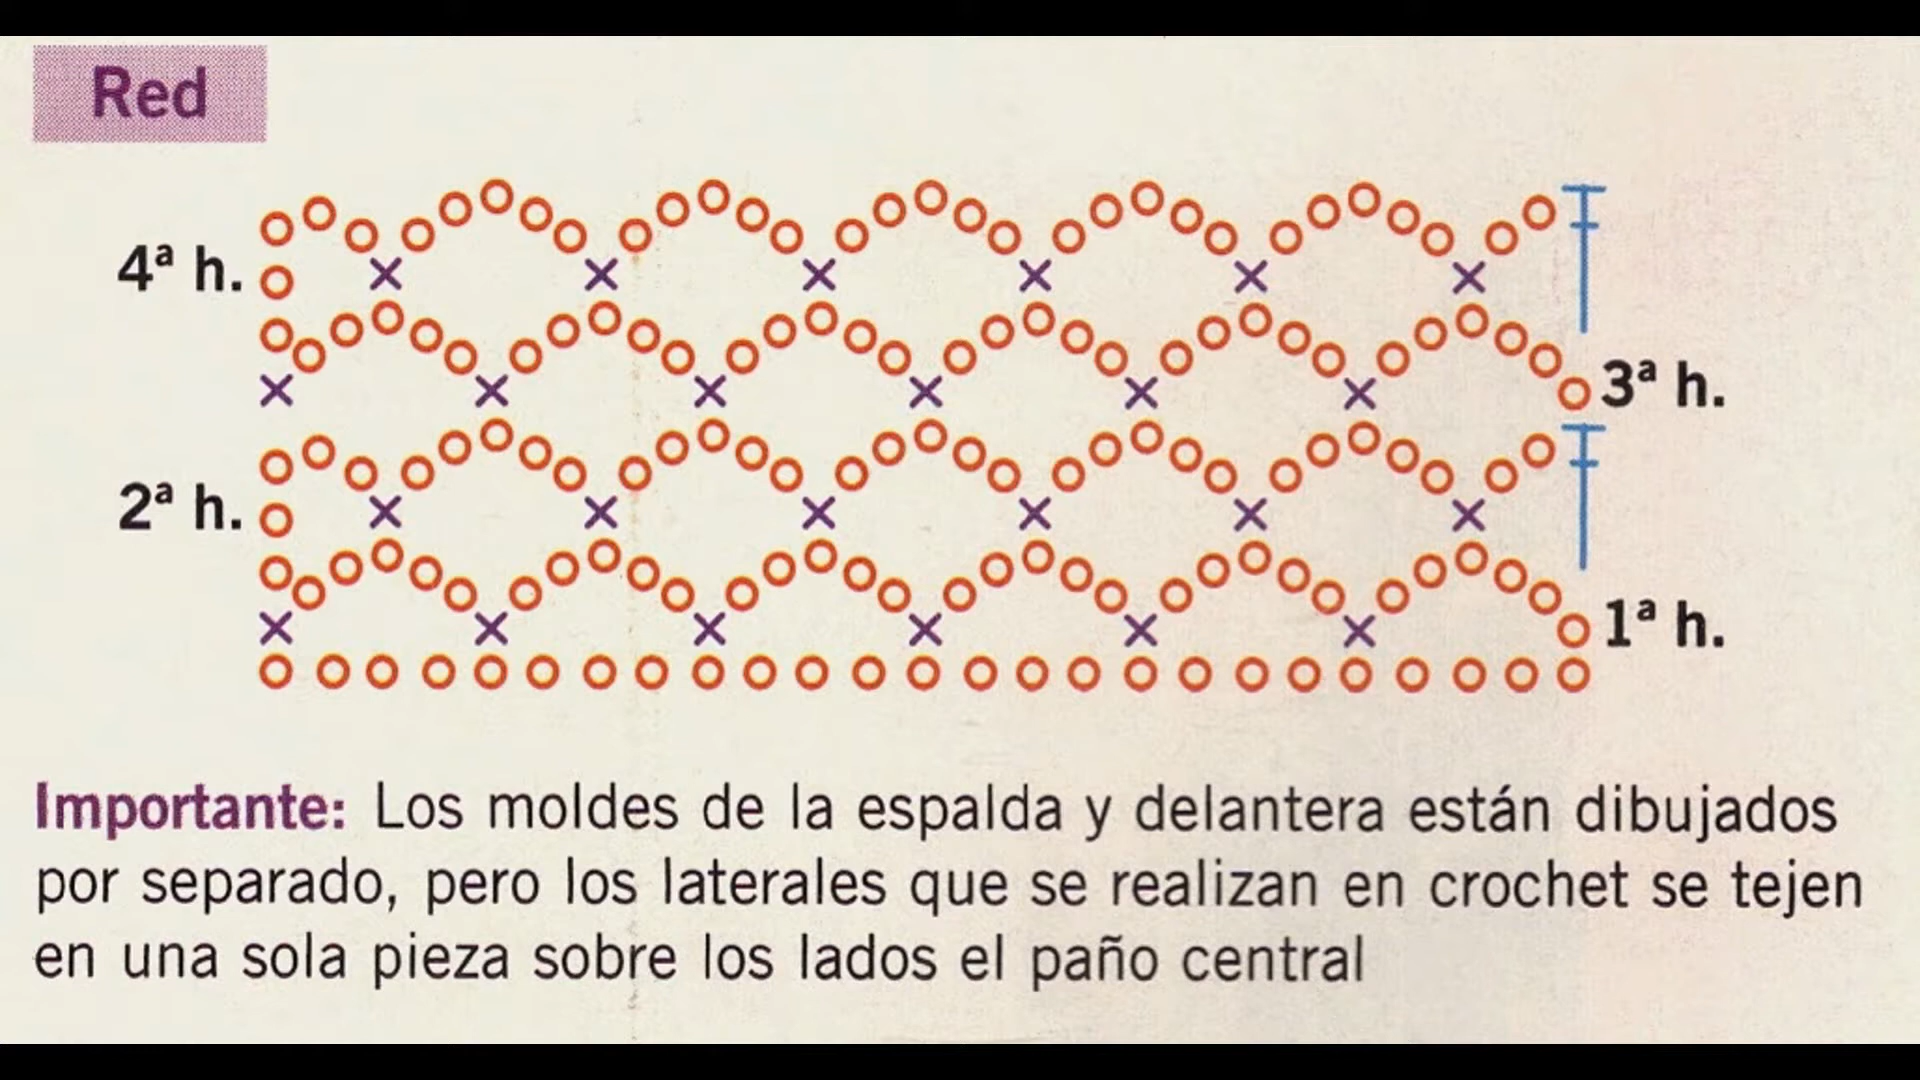 Red
4ª h.
3ª h.
2ª h.
1ª h.
Importante: Los moldes de la espalda y delantera están dibujados
por separado, pero los laterales que se realizan en crochet se tejen
en una sola pieza sobre los lados el paño central